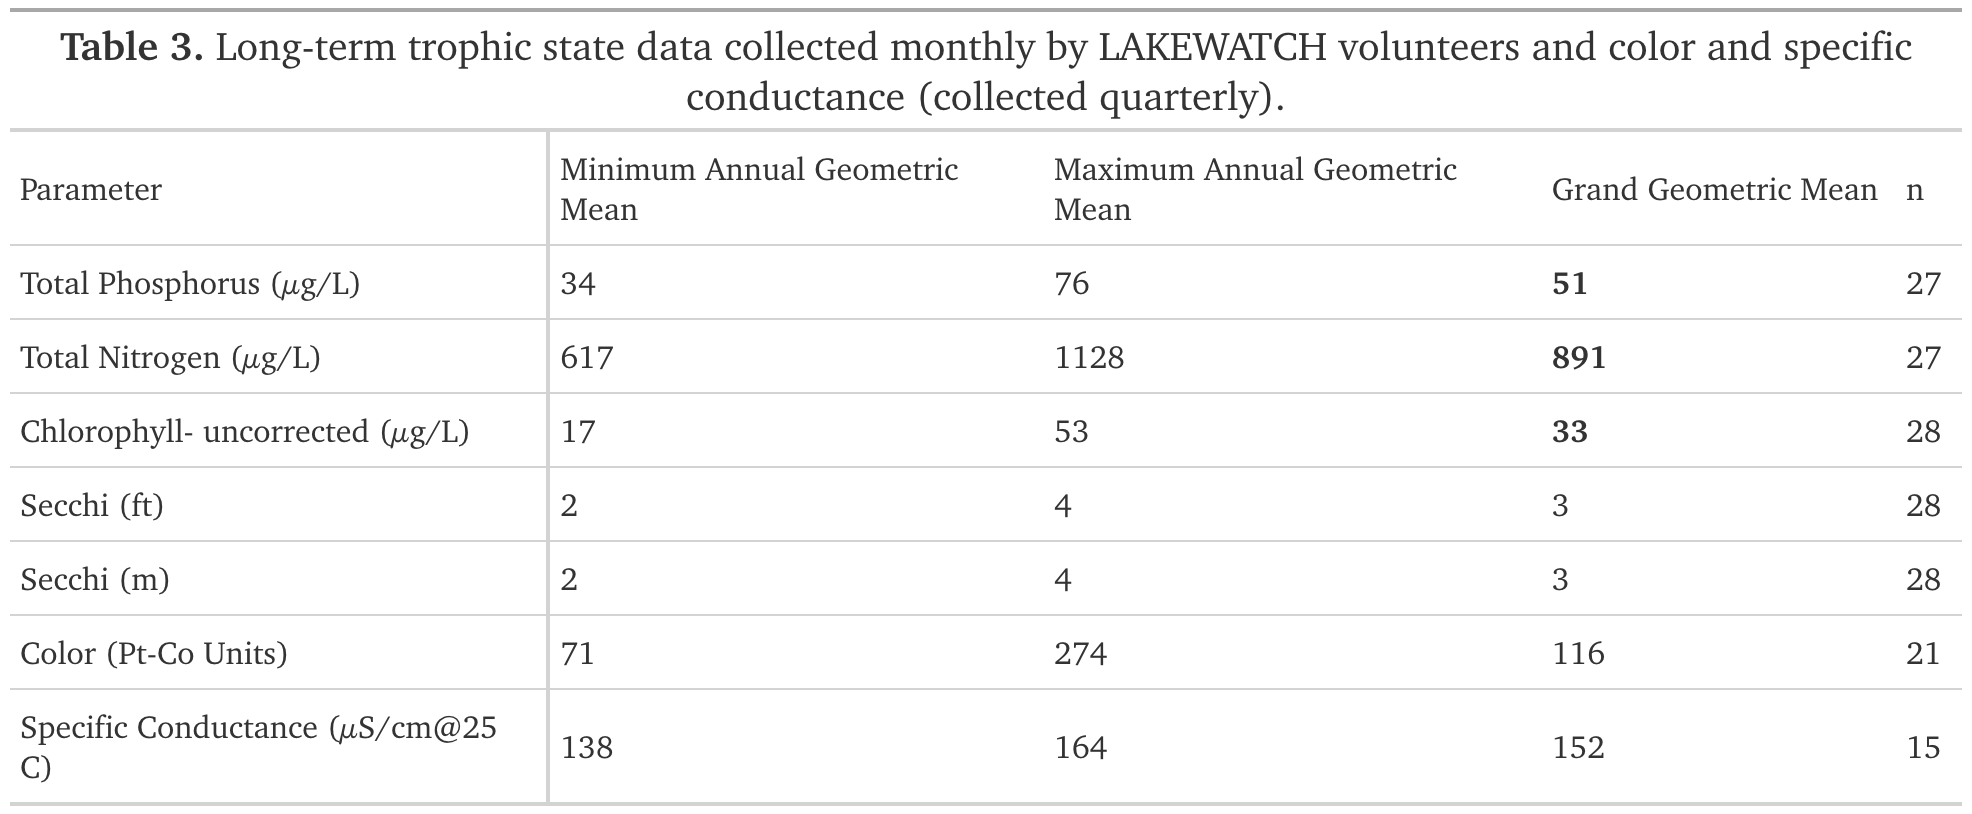 Table 3. Long-term trophic state data collected monthly by LAKEWATCH volunteers and color and specific
conductance (collected quarterly).
Parameter Minimum Annual Geometric Mean Maximum Annual Geometric Mean Grand Geometric Mean n
Total Phosphorus (μg/L) 34 76 51 27
Total Nitrogen (μg/L) 617 1128 891 27
Chlorophyll- uncorrected (μg/L) 17 53 33 28
Secchi (ft) 2 4 3 28
Secchi (m) 2 4 3 28
Color (Pt-Co Units) 71 274 116 21
Specific Conductance (μS/cm@25 C) 138 164 152 15